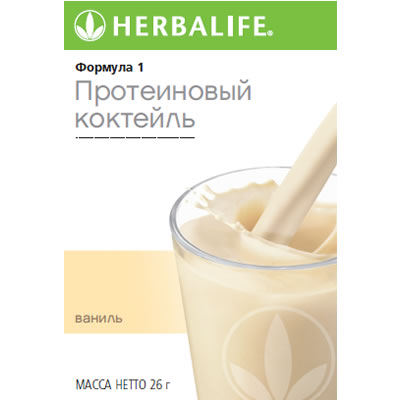 HERBALIFE®
Формула 1
Протеиновый
коктейль
ваниль
МАССА НЕТТО 26 г